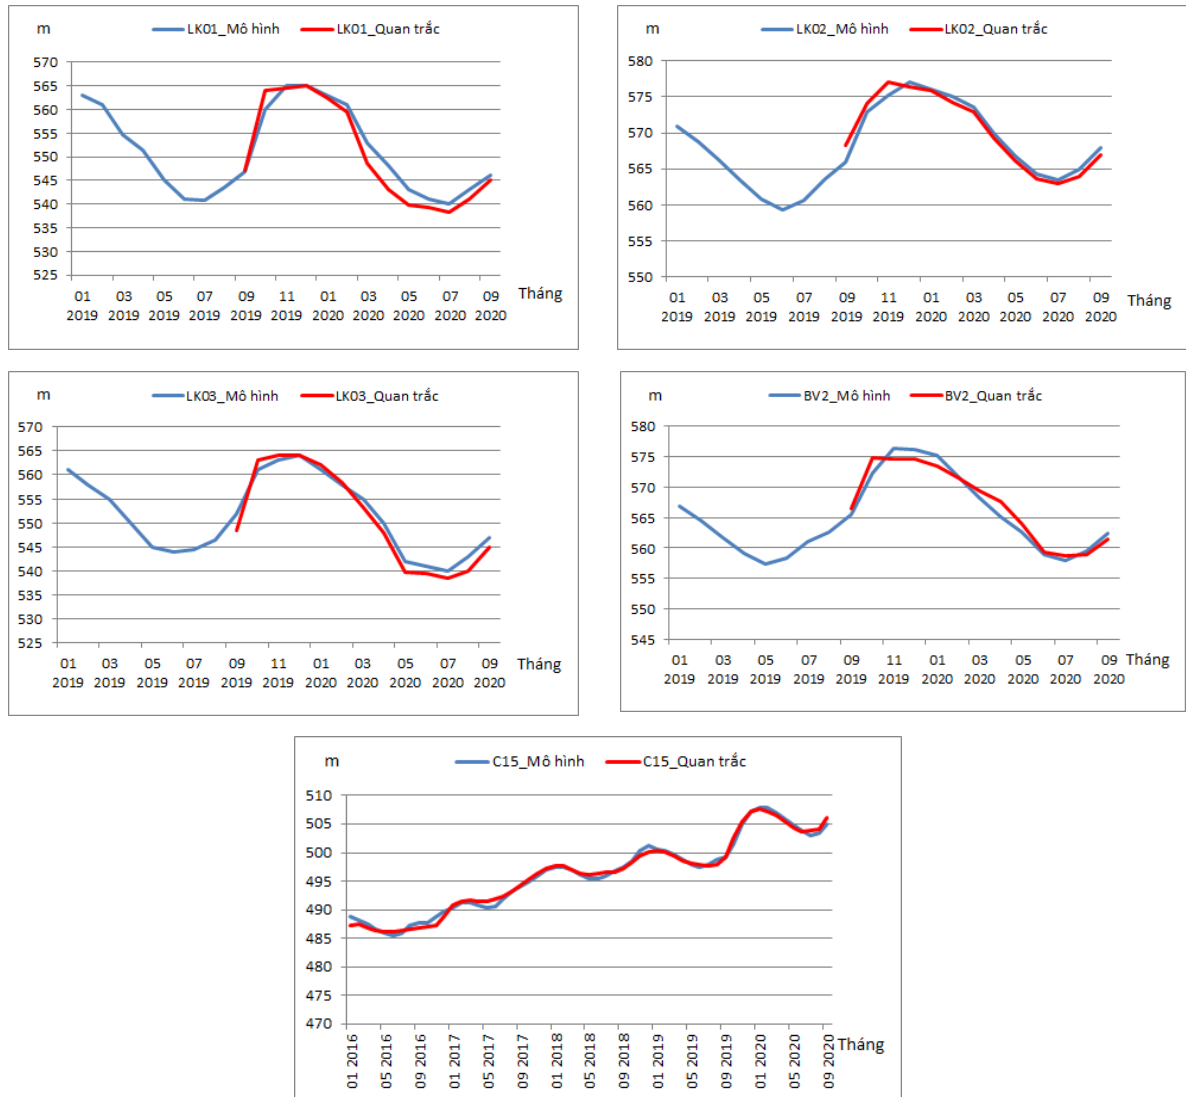 m
LK01_Mô hình LK01_Quan trắc
570
565
560
555
550
545
540
535
530
525
01 03 05 07 09 11 01 03 05 07 09
2019 2019 2019 2019 2019 2019 2020 2020 2020 2020 2020
Tháng
m
LK02_Mô hình LK02_Quan trắc
580
575
570
565
560
555
550
01 03 05 07 09 11 01 03 05 07 09
2019 2019 2019 2019 2019 2019 2020 2020 2020 2020 2020
Tháng
m
LK03_Mô hình LK03_Quan trắc
570
565
560
555
550
545
540
535
530
525
01 03 05 07 09 11 01 03 05 07 09
2019 2019 2019 2019 2019 2019 2020 2020 2020 2020 2020
Tháng
m
BV2_Mô hình BV2_Quan trắc
580
575
570
565
560
555
550
545
01 03 05 07 09 11 01 03 05 07 09
2019 2019 2019 2019 2019 2019 2020 2020 2020 2020 2020
Tháng
m
C15_Mô hình C15_Quan trắc
510
505
500
495
490
485
480
475
470
01 2016
05 2016
09 2016
01 2017
05 2017
09 2017
01 2018
05 2018
09 2018
01 2019
05 2019
09 2019
01 2020
05 2020
09 2020
Tháng